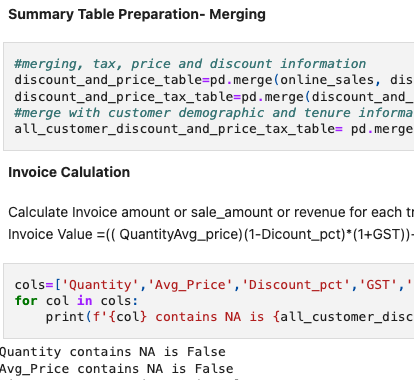 Summary Table Preparation- Merging
#merging, tax, price and discount information
discount_and_price_table=pd.merge(online_sales, dis
discount_and_price_tax_table=pd.merge(discount_and_
#merge with customer demographic and tenure informa
all_customer_discount_and_price_tax_table= pd.merge
Invoice Calulation
Calculate Invoice amount or sale_amount or revenue for each tr
Invoice Value =(( QuantityAvg_price)(1-Dicount_pct)*(1+GST))+
cols=['Quantity','Avg_Price','Discount_pct','GST','
for col in cols:
print(f'{col} contains NA is {all_customer_disc
Quantity contains NA is False
Avg_Price contains NA is False